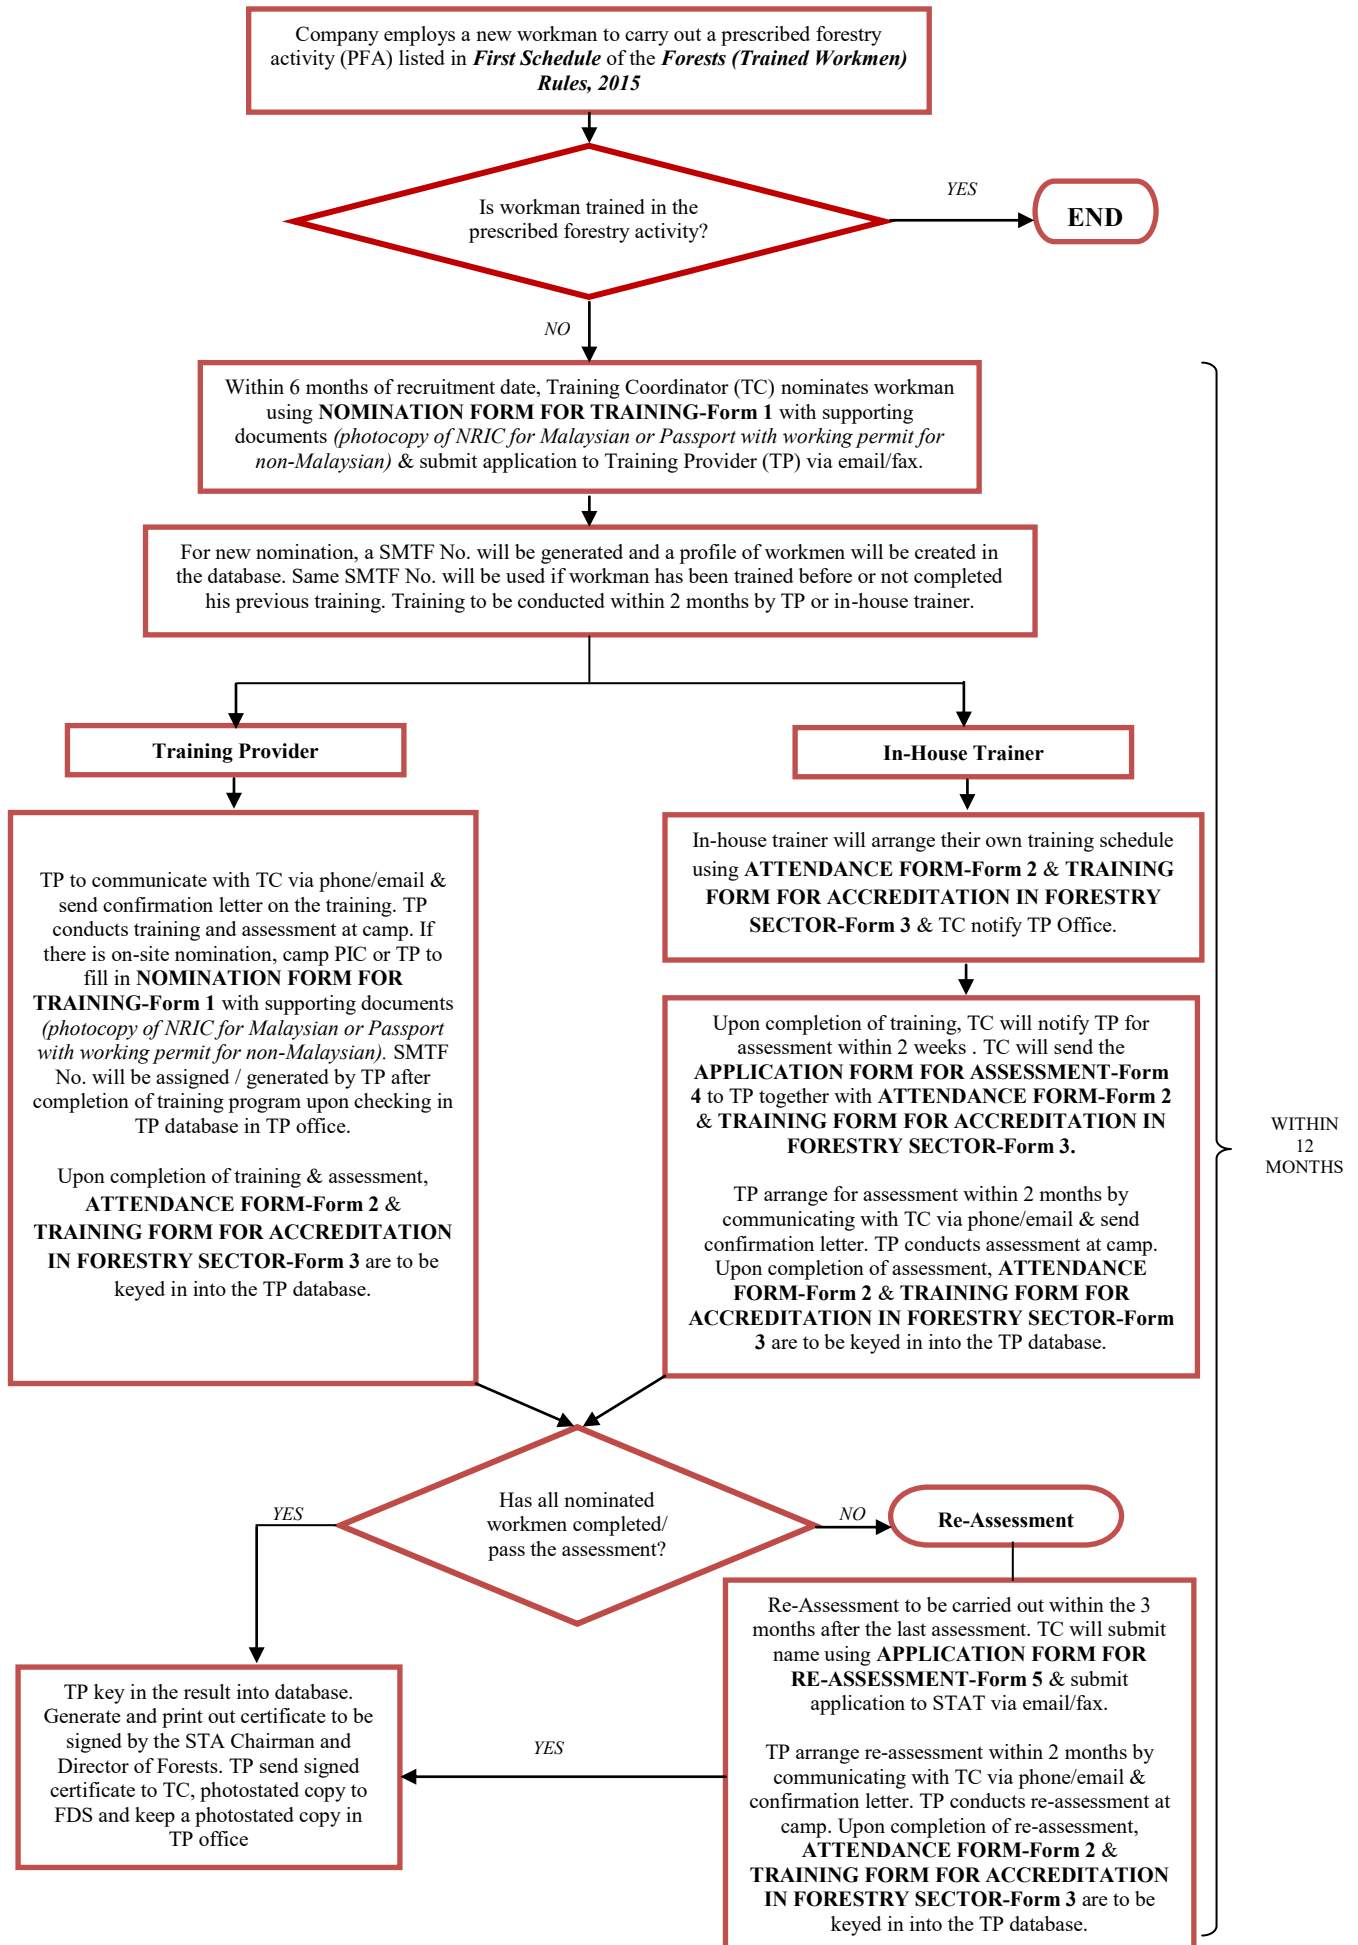 Company employs a new workman to carry out a prescribed forestry
activity (PFA) listed in First Schedule of the Forests (Trained Workmen)
Rules, 2015
Is workman trained in the
prescribed forestry activity?
YES
END
NO
Within 6 months of recruitment date, Training Coordinator (TC) nominates workman
using NOMINATION FORM FOR TRAINING-Form 1 with supporting
documents (photocopy of NRIC for Malaysian or Passport with working permit for
non-Malaysian) & submit application to Training Provider (TP) via email/fax.
For new nomination, a SMTF No. will be generated and a profile of workmen will be created in
the database. Same SMTF No. will be used if workman has been trained before or not completed
his previous training. Training to be conducted within 2 months by TP or in-house trainer.
Training Provider
TP to communicate with TC via phone/email &
send confirmation letter on the training. TP
conducts training and assessment at camp. If
there is on-site nomination, camp PIC or TP to
fill in NOMINATION FORM FOR
TRAINING-Form 1 with supporting documents
(photocopy of NRIC for Malaysian or Passport
with working permit for non-Malaysian). SMTF
No. will be assigned / generated by TP after
completion of training program upon checking in
TP database in TP office.
Upon completion of training & assessment,
ATTENDANCE FORM-Form 2 &
TRAINING FORM FOR ACCREDITATION
IN FORESTRY SECTOR-Form 3 are to be
keyed in into the TP database.
In-House Trainer
In-house trainer will arrange their own training schedule
using ATTENDANCE FORM-Form 2 & TRAINING
FORM FOR ACCREDITATION IN FORESTRY
SECTOR-Form 3 & TC notify TP Office.
Upon completion of training, TC will notify TP for
assessment within 2 weeks . TC will send the
APPLICATION FORM FOR ASSESSMENT-Form
4 to TP together with ATTENDANCE FORM-Form 2
& TRAINING FORM FOR ACCREDITATION IN
FORESTRY SECTOR-Form 3.
TP arrange for assessment within 2 months by
communicating with TC via phone/email & send
confirmation letter. TP conducts assessment at camp.
Upon completion of assessment, ATTENDANCE
FORM-Form 2 & TRAINING FORM FOR
ACCREDITATION IN FORESTRY SECTOR-Form
3 are to be keyed in into the TP database.
WITHIN
12
MONTHS
Has all nominated
workmen completed/
pass the assessment?
YES
NO
Re-Assessment
Re-Assessment to be carried out within the 3
months after the last assessment. TC will submit
name using APPLICATION FORM FOR
RE-ASSESSMENT-Form 5 & submit
application to STAT via email/fax.
TP arrange re-assessment within 2 months by
communicating with TC via phone/email &
confirmation letter. TP conducts re-assessment at
camp. Upon completion of re-assessment,
ATTENDANCE FORM-Form 2 &
TRAINING FORM FOR ACCREDITATION
IN FORESTRY SECTOR-Form 3 are to be
keyed in into the TP database.
YES
TP key in the result into database.
Generate and print out certificate to be
signed by the STA Chairman and
Director of Forests. TP send signed
certificate to TC, photostated copy to
FDS and keep a photostated copy in
TP office